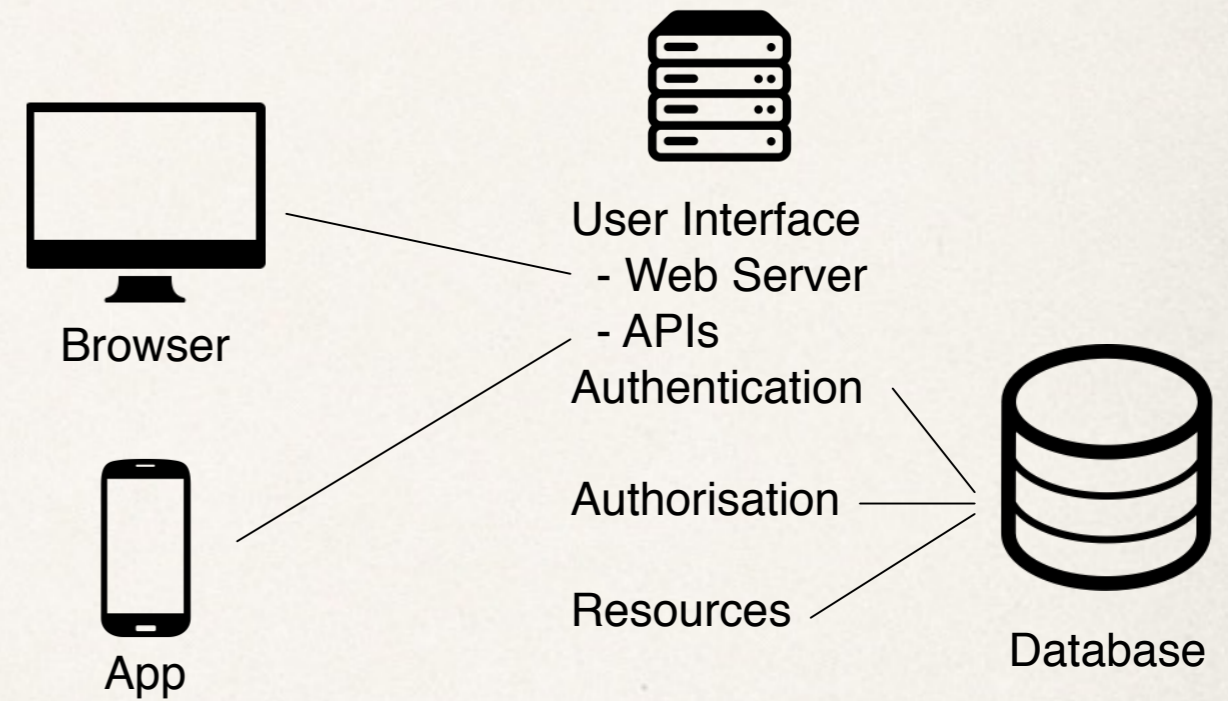 User Interface
- Web Server
- APIs
Browser
Authentication
Authorisation
Resources
Database
App